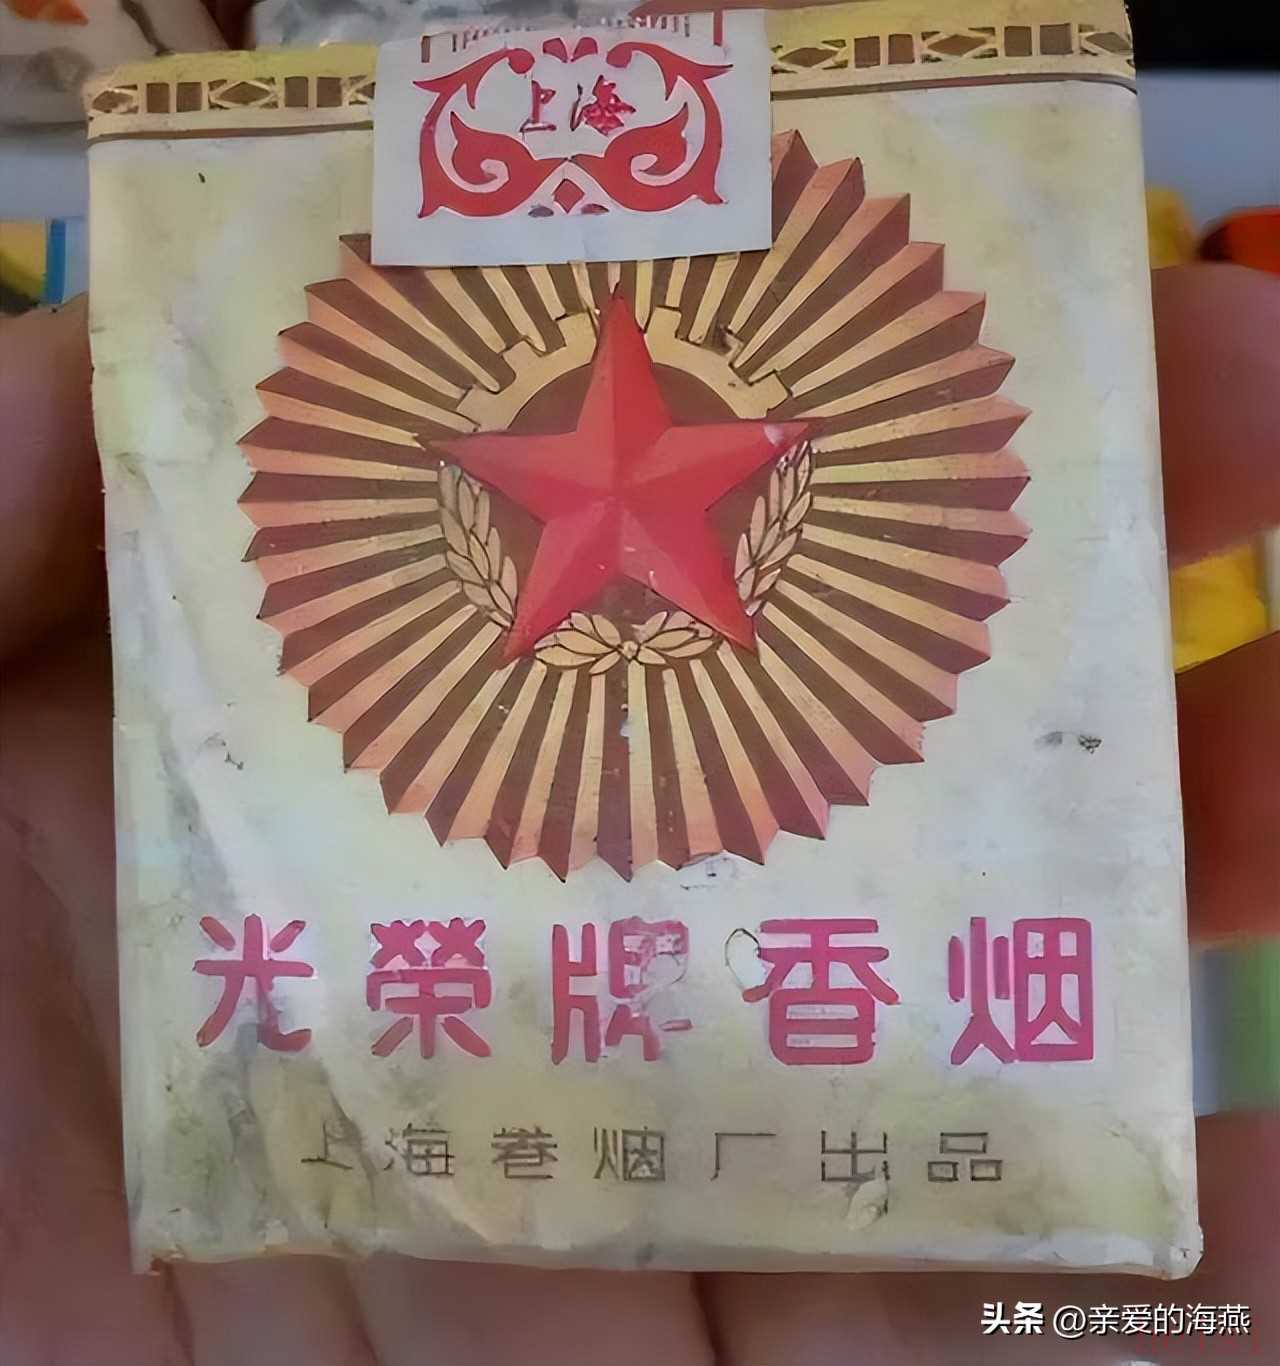 上海
光榮牌香烟
上海卷烟厂出品
头条 @亲爱的海燕